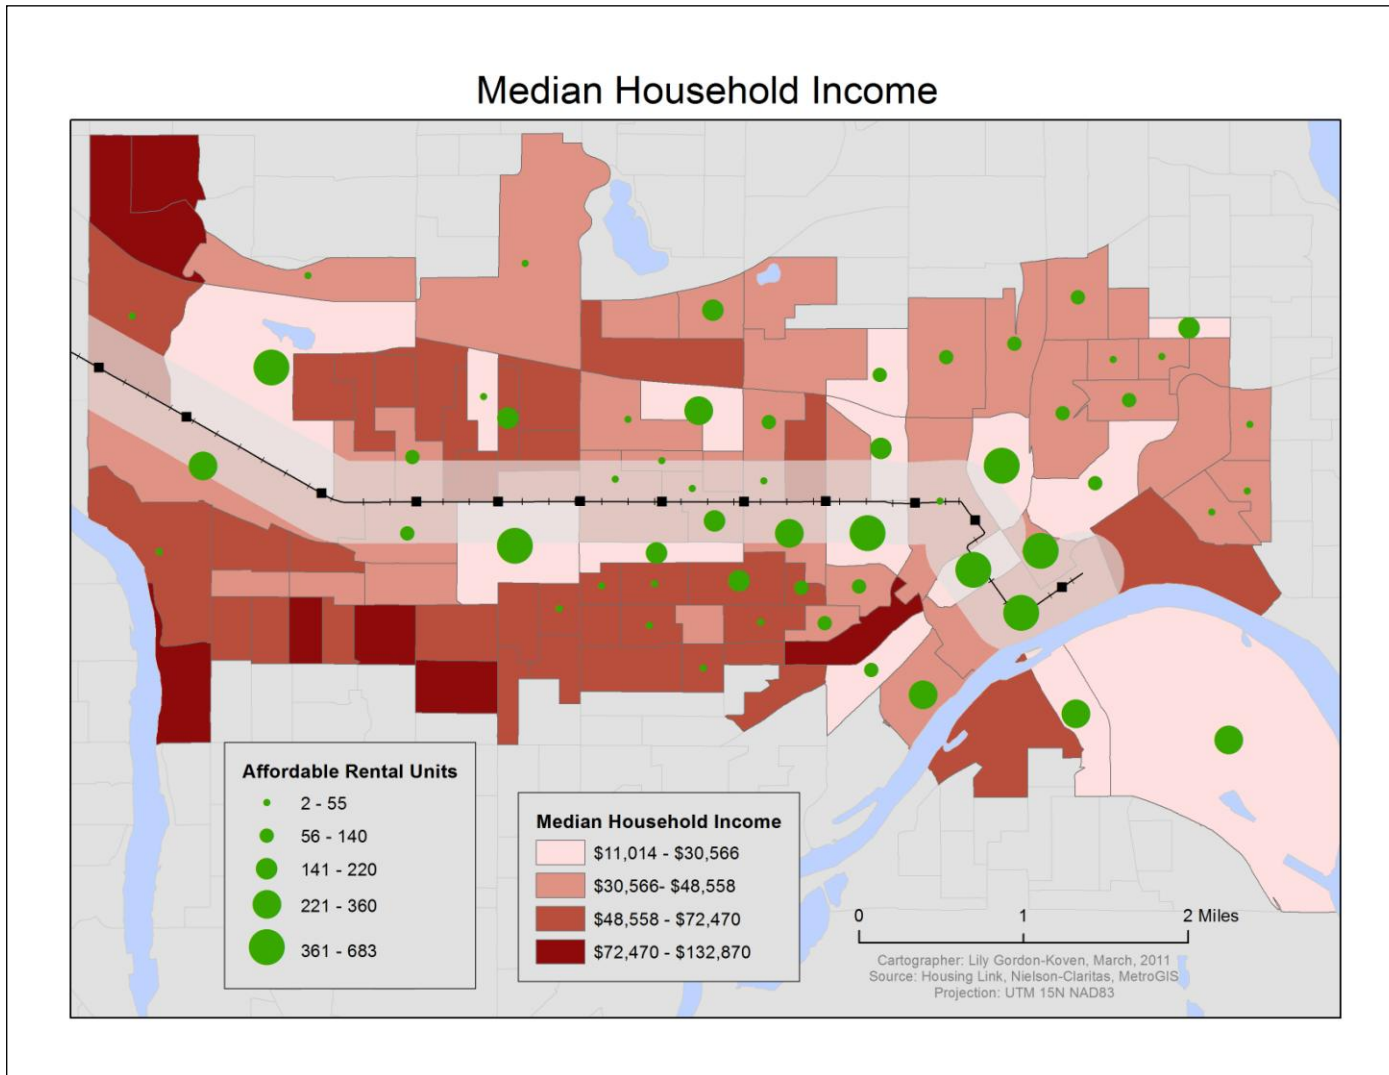 Median Household Income
Affordable Rental Units
2 - 55
56 - 140
141 - 220
221 - 360
361 - 683
Median Household Income
$11,014 - $30,566
$30,566- $48,558
$48,558 - $72,470
$72,470 - $132,870
0 1 2 Miles
Cartographer: Lily Gordon-Koven, March, 2011
Source: Housing Link, Nielson-Claritas, MetroGIS
Projection: UTM 15N NAD83